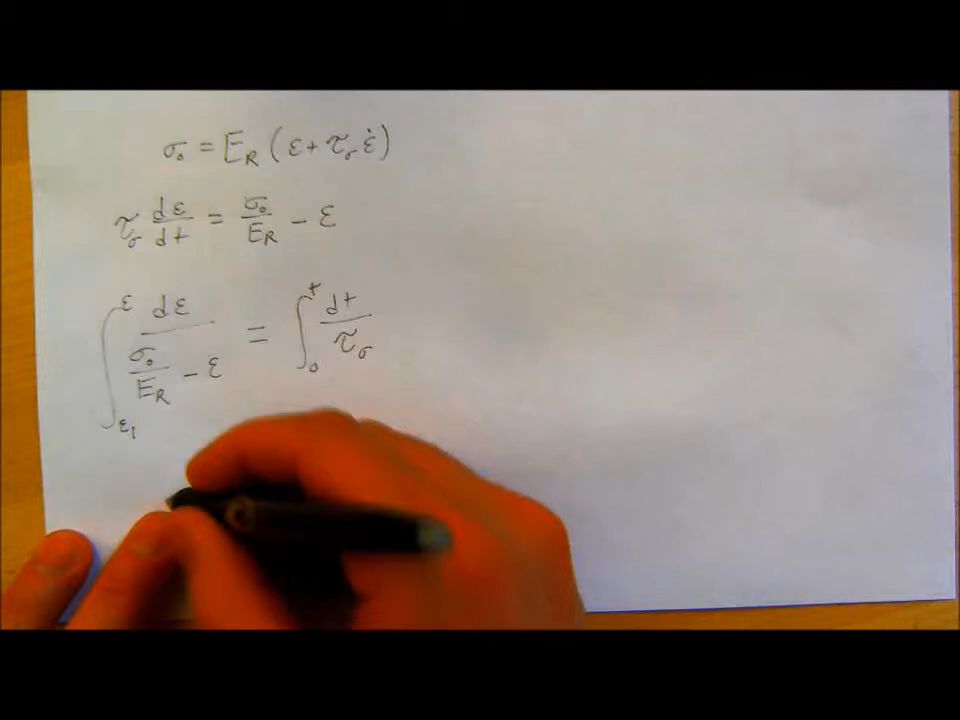 σ₀ = E_R (ε + τ_σ ε̇)
τ_σ dε/dt = σ₀/E_R − ε
∫_{ε₁}^{ε} dε/(σ₀/E_R − ε) = ∫_0^t dt/τ_σ